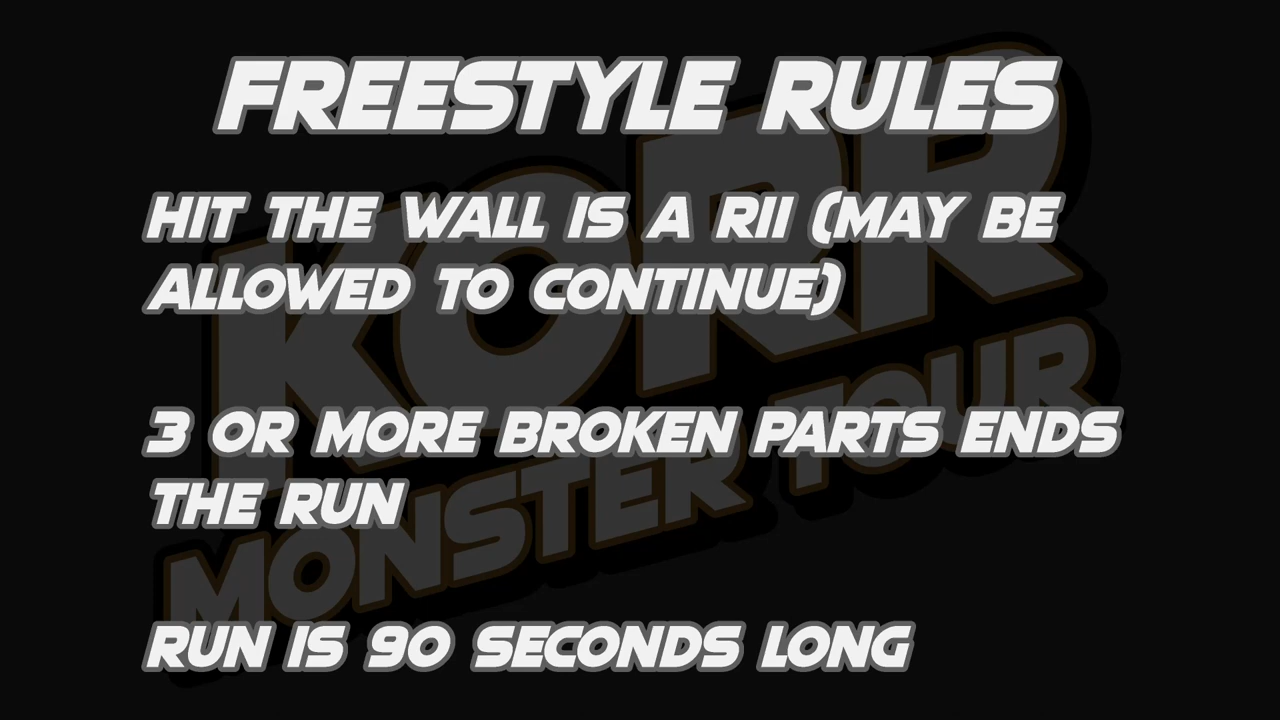 FREESTYLE RULES
HIT THE WALL IS A RII (MAY BE
ALLOWED TO CONTINUE)
3 OR MORE BROKEN PARTS ENDS
THE RUN
RUN IS 90 SECONDS LONG
KORR
MONSTER TOUR